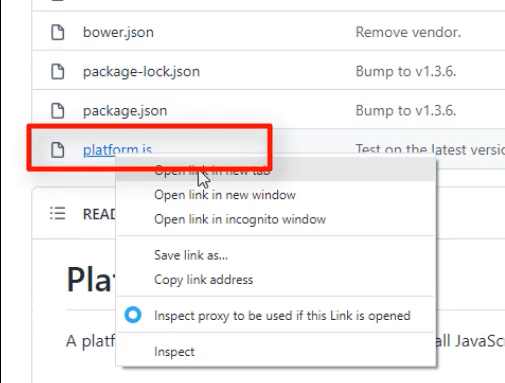 bower.json Remove vendor.
package-lock.json Bump to v1.3.6.
package.json Bump to v1.3.6.
platform.js Test on the latest versio
Open link in new tab
Open link in new window
Open link in incognito window
READ
Save link as...
Copy link address
Pla
Inspect proxy to be used if this Link is opened
A platf all JavaSc
Inspect